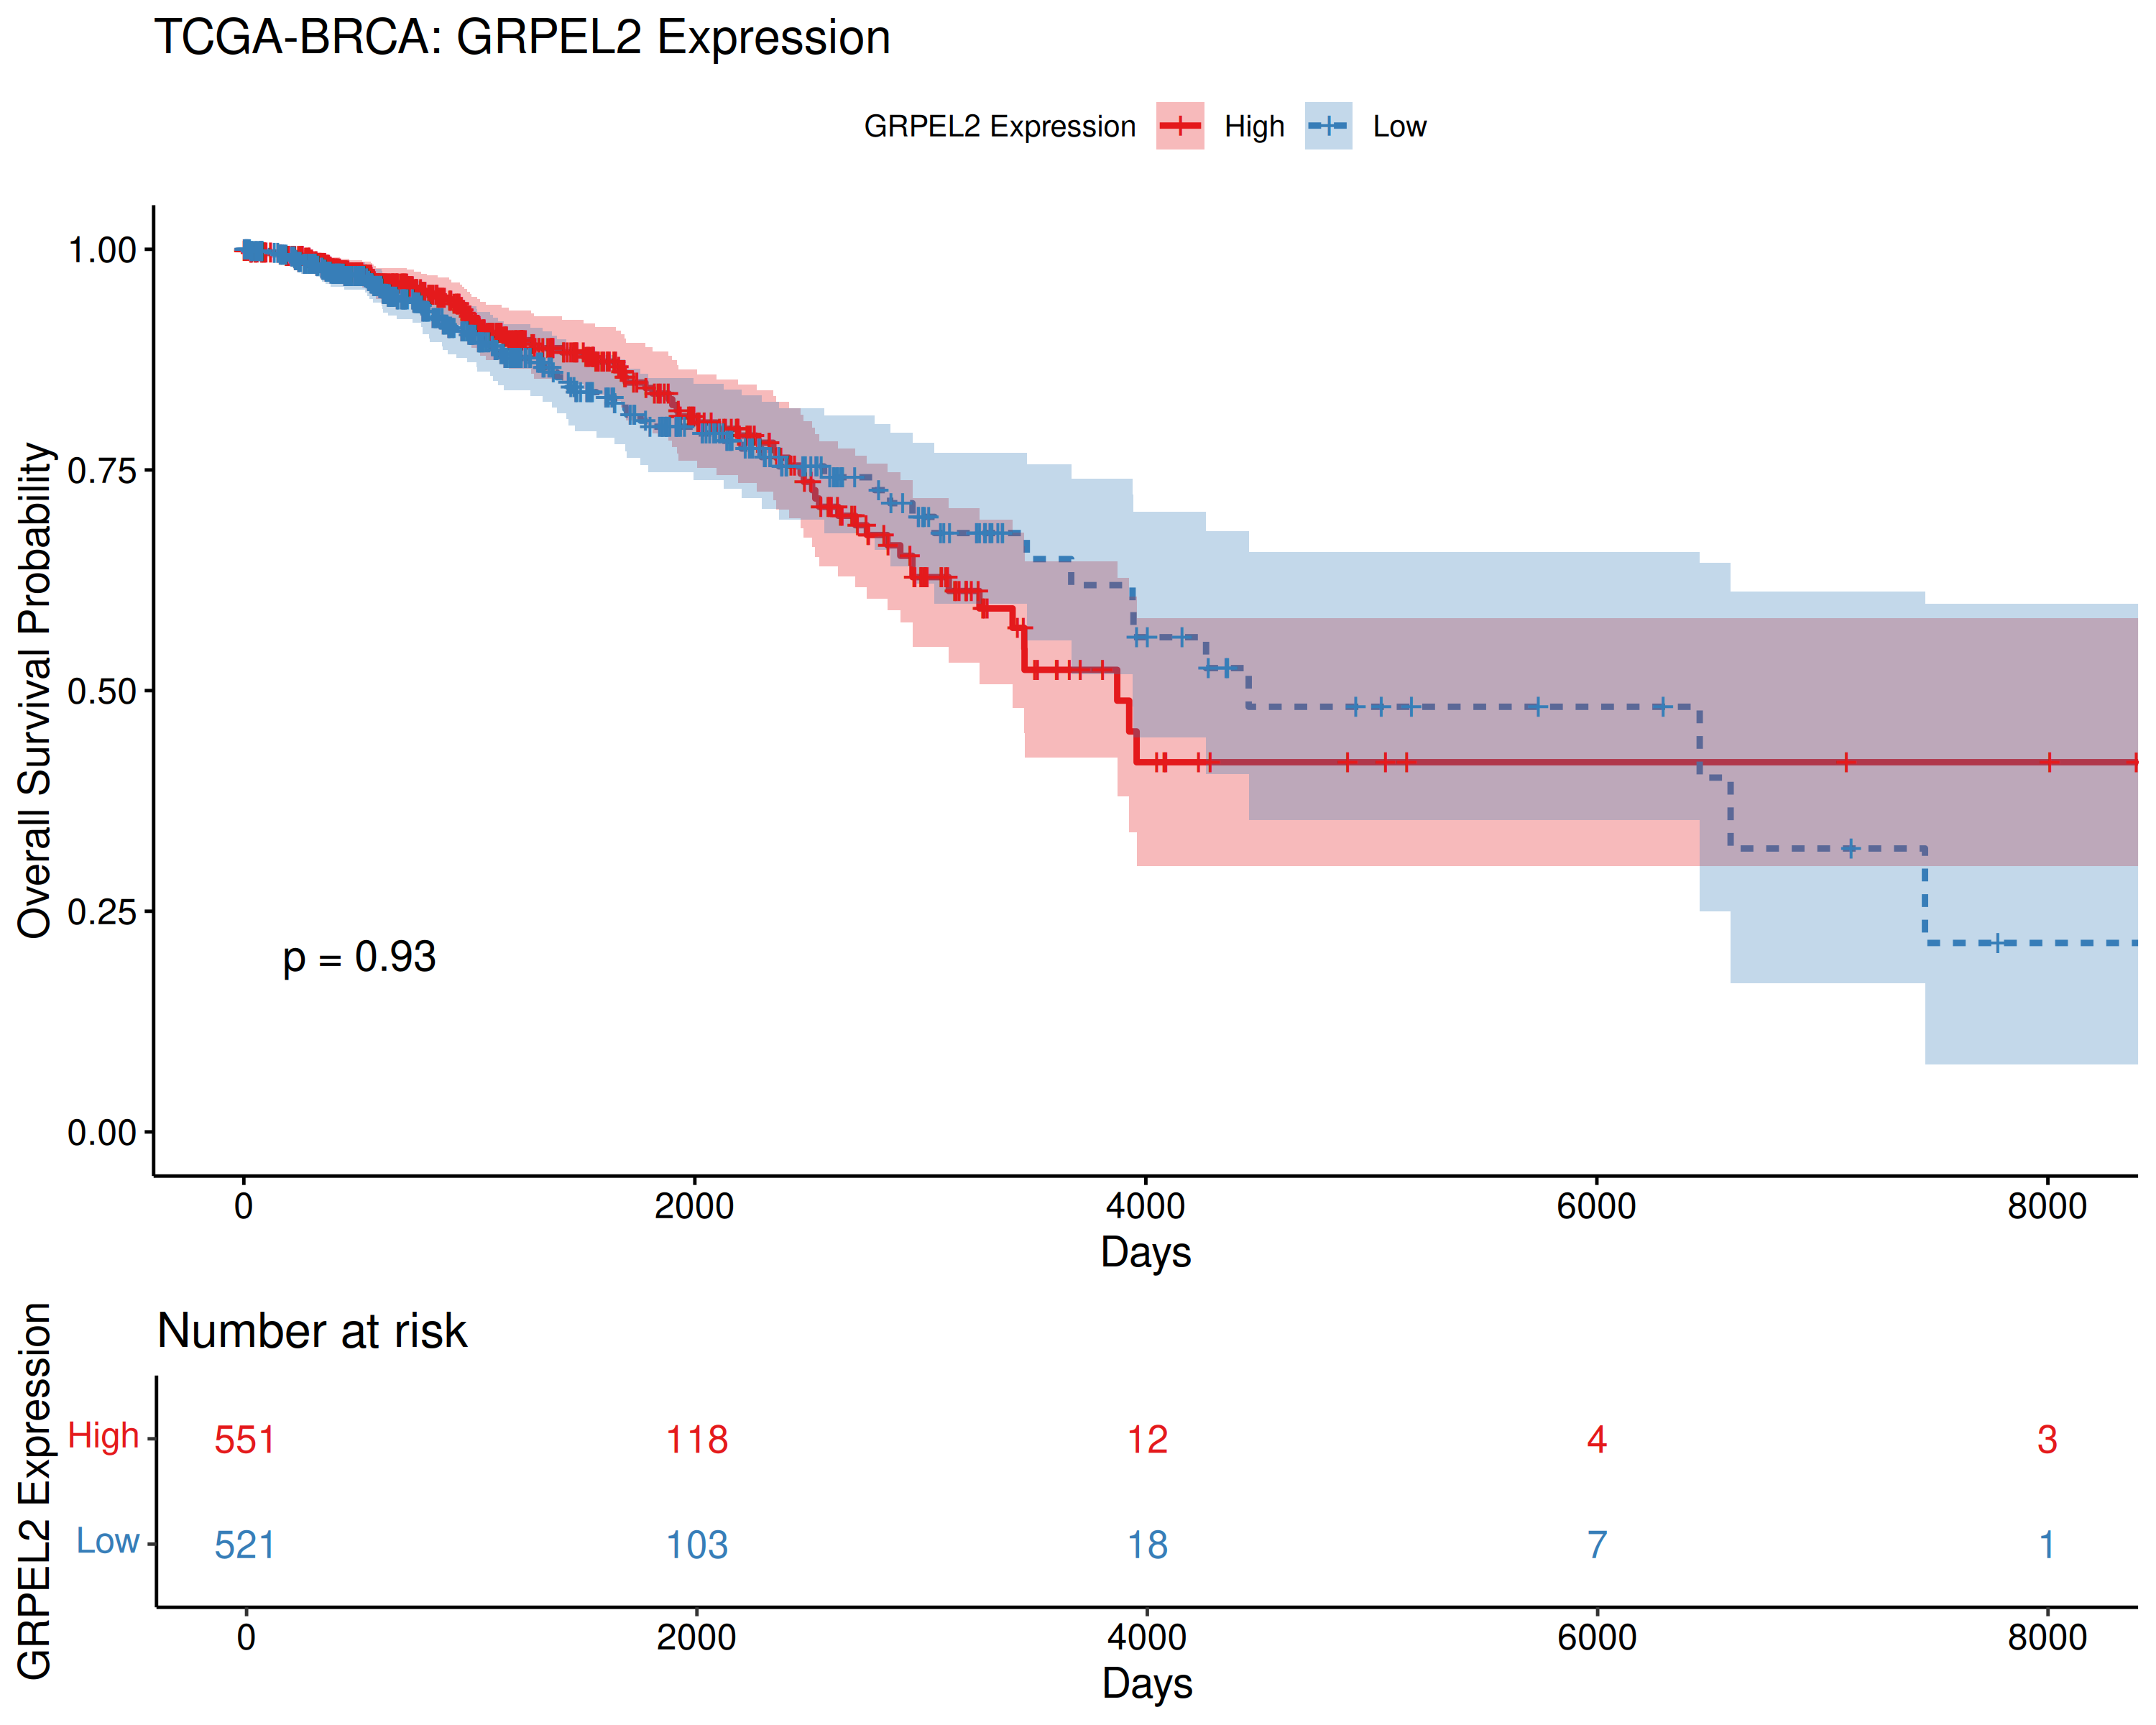 TCGA-BRCA: GRPEL2 Expression
GRPEL2 Expression High Low
Overall Survival Probability
1.00
0.75
0.50
0.25
0.00
p = 0.93
0 2000 4000 6000 8000
Days
Number at risk
GRPEL2 Expression
High 551 118 12 4 3
Low 521 103 18 7 1
0 2000 4000 6000 8000
Days